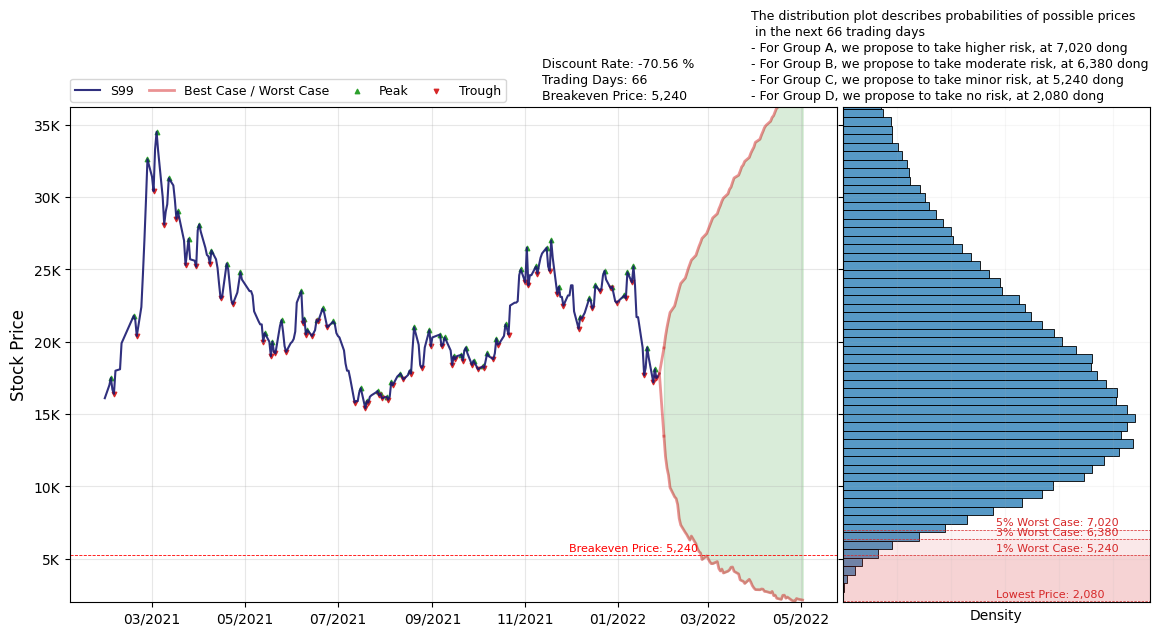 The distribution plot describes probabilities of possible prices
in the next 66 trading days
- For Group A, we propose to take higher risk, at 7,020 dong
- For Group B, we propose to take moderate risk, at 6,380 dong
- For Group C, we propose to take minor risk, at 5,240 dong
- For Group D, we propose to take no risk, at 2,080 dong
Discount Rate: -70.56 %
Trading Days: 66
Breakeven Price: 5,240
S99 Best Case / Worst Case Peak Trough
Stock Price
35K
30K
25K
20K
15K
10K
5K
Breakeven Price: 5,240
5% Worst Case: 7,020
3% Worst Case: 6,380
1% Worst Case: 5,240
Lowest Price: 2,080
03/2021 05/2021 07/2021 09/2021 11/2021 01/2022 03/2022 05/2022
Density